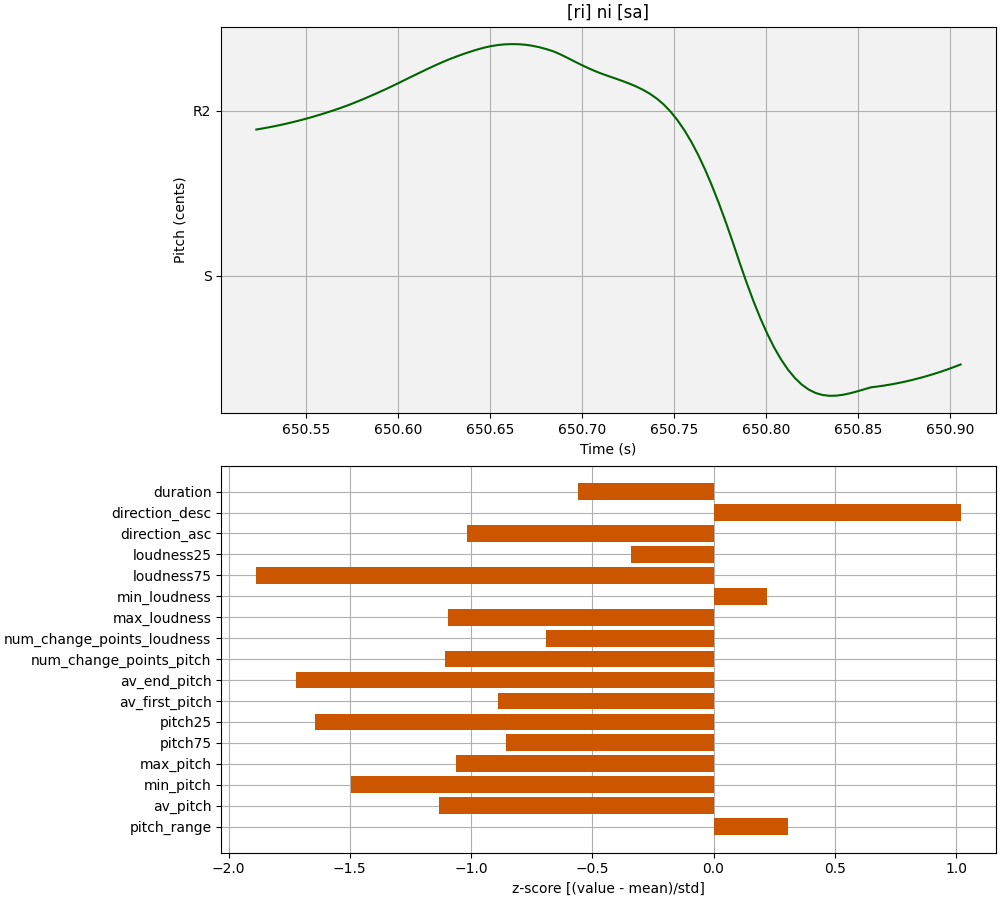 [ri] ni [sa]
R2
S
Pitch (cents)
650.55 650.60 650.65 650.70 650.75 650.80 650.85 650.90
Time (s)
duration
direction_desc
direction_asc
loudness25
loudness75
min_loudness
max_loudness
num_change_points_loudness
num_change_points_pitch
av_end_pitch
av_first_pitch
pitch25
pitch75
max_pitch
min_pitch
av_pitch
pitch_range
−2.0 −1.5 −1.0 −0.5 0.0 0.5 1.0
z-score [(value - mean)/std]